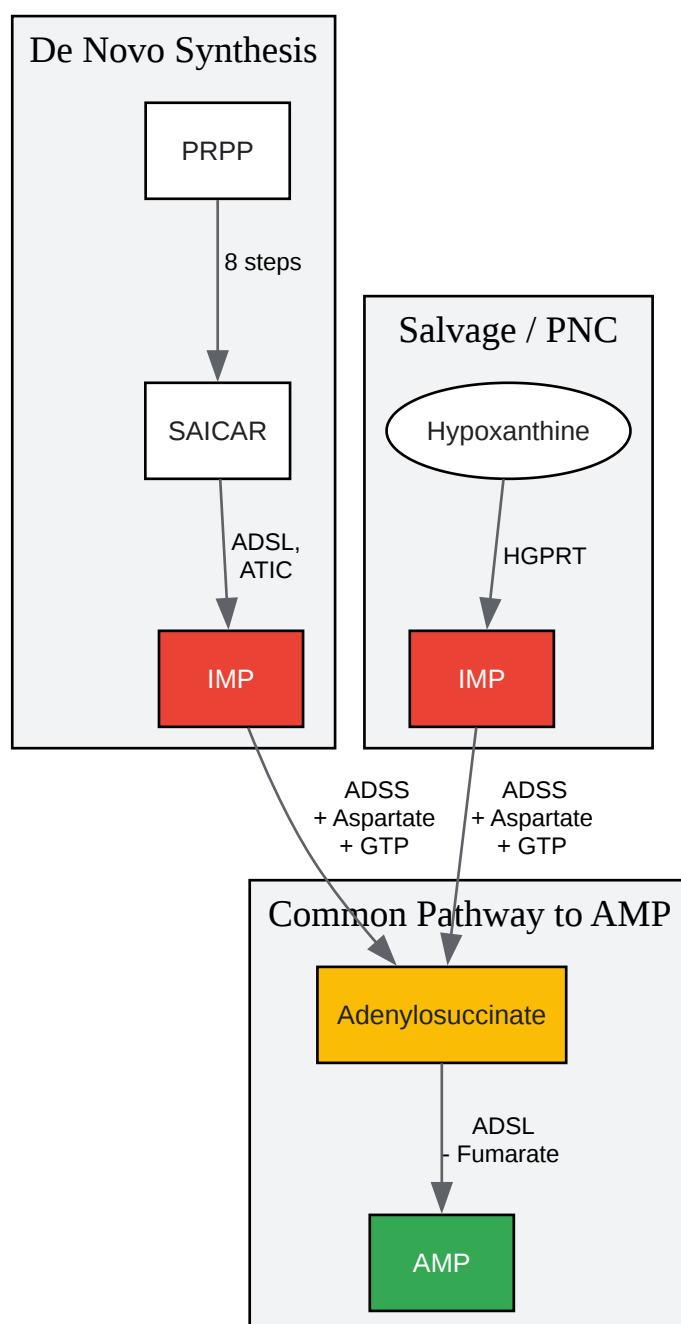 De Novo Synthesis
PRPP
8 steps
SAICAR
ADSL,
ATIC
IMP
Salvage / PNC
Hypoxanthine
HGPRT
IMP
ADSS
+ Aspartate
+ GTP
ADSS
+ Aspartate
+ GTP
Common Pathway to AMP
Adenylosuccinate
ADSL
- Fumarate
AMP